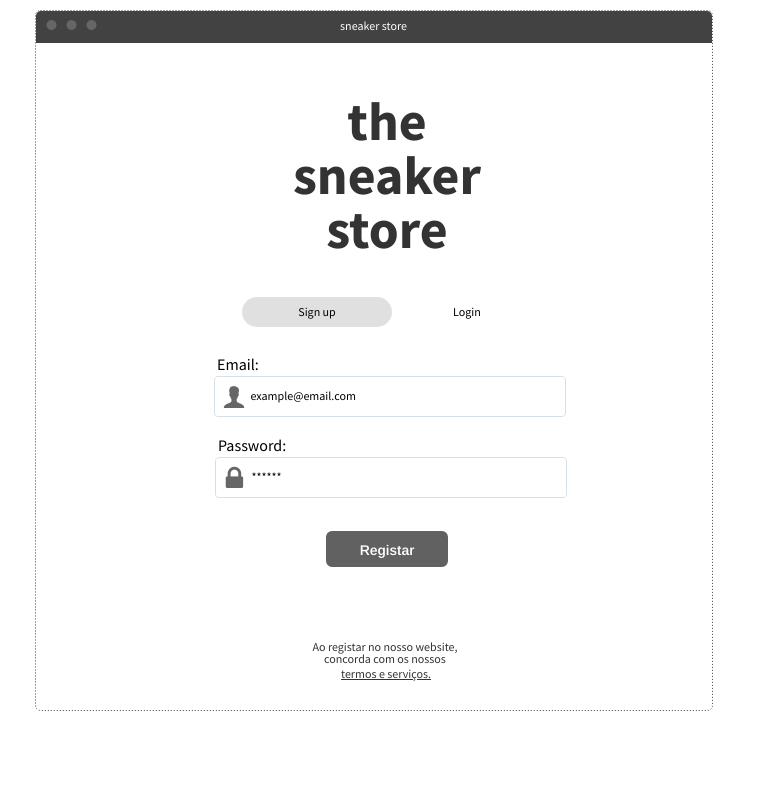 sneaker store
the
sneaker
store
Sign up
Login
Email:
example@email.com
Password:
******
Registar
Ao registar no nosso website,
concorda com os nossos
termos e serviços.